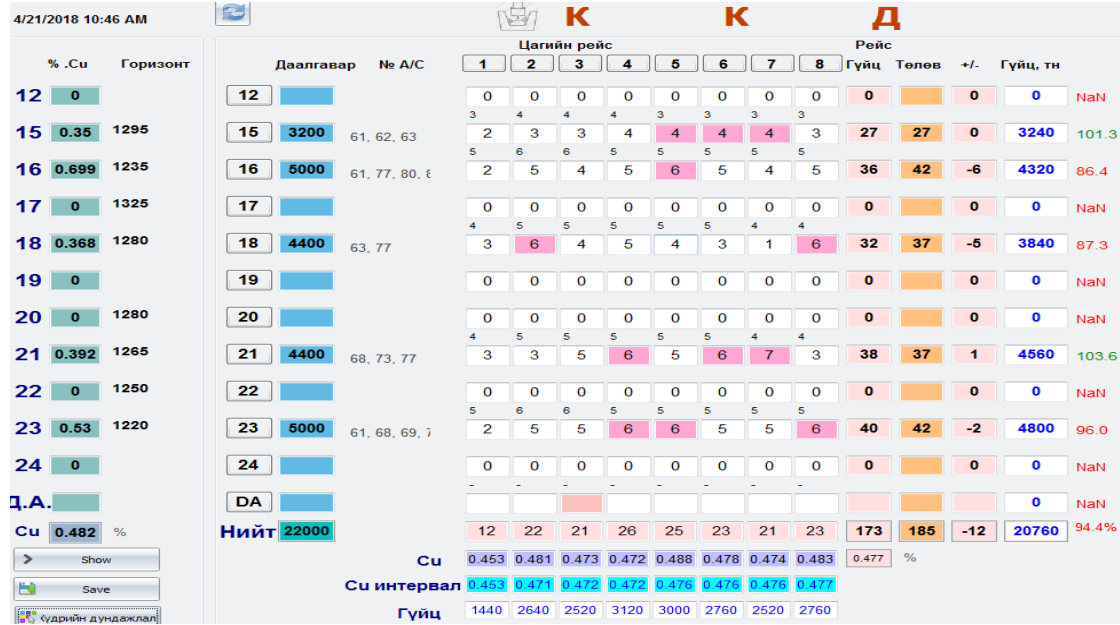 4/21/2018 10:46 AM К К Д
Цагийн рейс Рейс
% .Cu Горизонт Даалгавар № А/С 1 2 3 4 5 6 7 8 Гүйц Төлөв +/- Гүйц, тн
12 0 12 0 0 0 0 0 0 0 0 0 0 0 NaN
3 4 4 4 3 3 3 3
15 0.35 1295 15 3200 61, 62, 63 2 3 3 4 4 4 4 3 27 27 0 3240 101.3
5 6 6 5 5 5 5 5
16 0.699 1235 16 5000 61, 77, 80, 2 5 4 5 6 5 4 5 36 42 -6 4320 86.4
17 0 1325 17 0 0 0 0 0 0 0 0 0 0 0 NaN
4 5 5 5 5 5 4 4
18 0.368 1280 18 4400 63, 77 3 6 4 5 4 3 1 6 32 37 -5 3840 87.3
19 0 19 0 0 0 0 0 0 0 0 0 0 0 NaN
20 0 1280 20 0 0 0 0 0 0 0 0 0 0 0 NaN
4 5 5 5 5 5 4 4
21 0.392 1265 21 4400 68, 73, 77 3 3 5 6 5 6 7 3 38 37 1 4560 103.6
22 0 1250 22 0 0 0 0 0 0 0 0 0 0 0 NaN
5 6 6 5 5 5 5 5
23 0.53 1220 23 5000 61, 68, 69, 2 5 5 6 6 5 5 6 40 42 -2 4800 96.0
24 0 24 0 0 0 0 0 0 0 0 0 0 0 NaN
- - - - - - - -
Д.А. DA 0 NaN
Cu 0.482 % Нийт 22000 12 22 21 26 25 23 21 23 173 185 -12 20760 94.4%
Show Cu 0.453 0.481 0.473 0.472 0.488 0.478 0.474 0.483 0.477 %
Save Cu интервал 0.453 0.471 0.472 0.472 0.476 0.476 0.476 0.477
дундажлал Гүйц 1440 2640 2520 3120 3000 2760 2520 2760